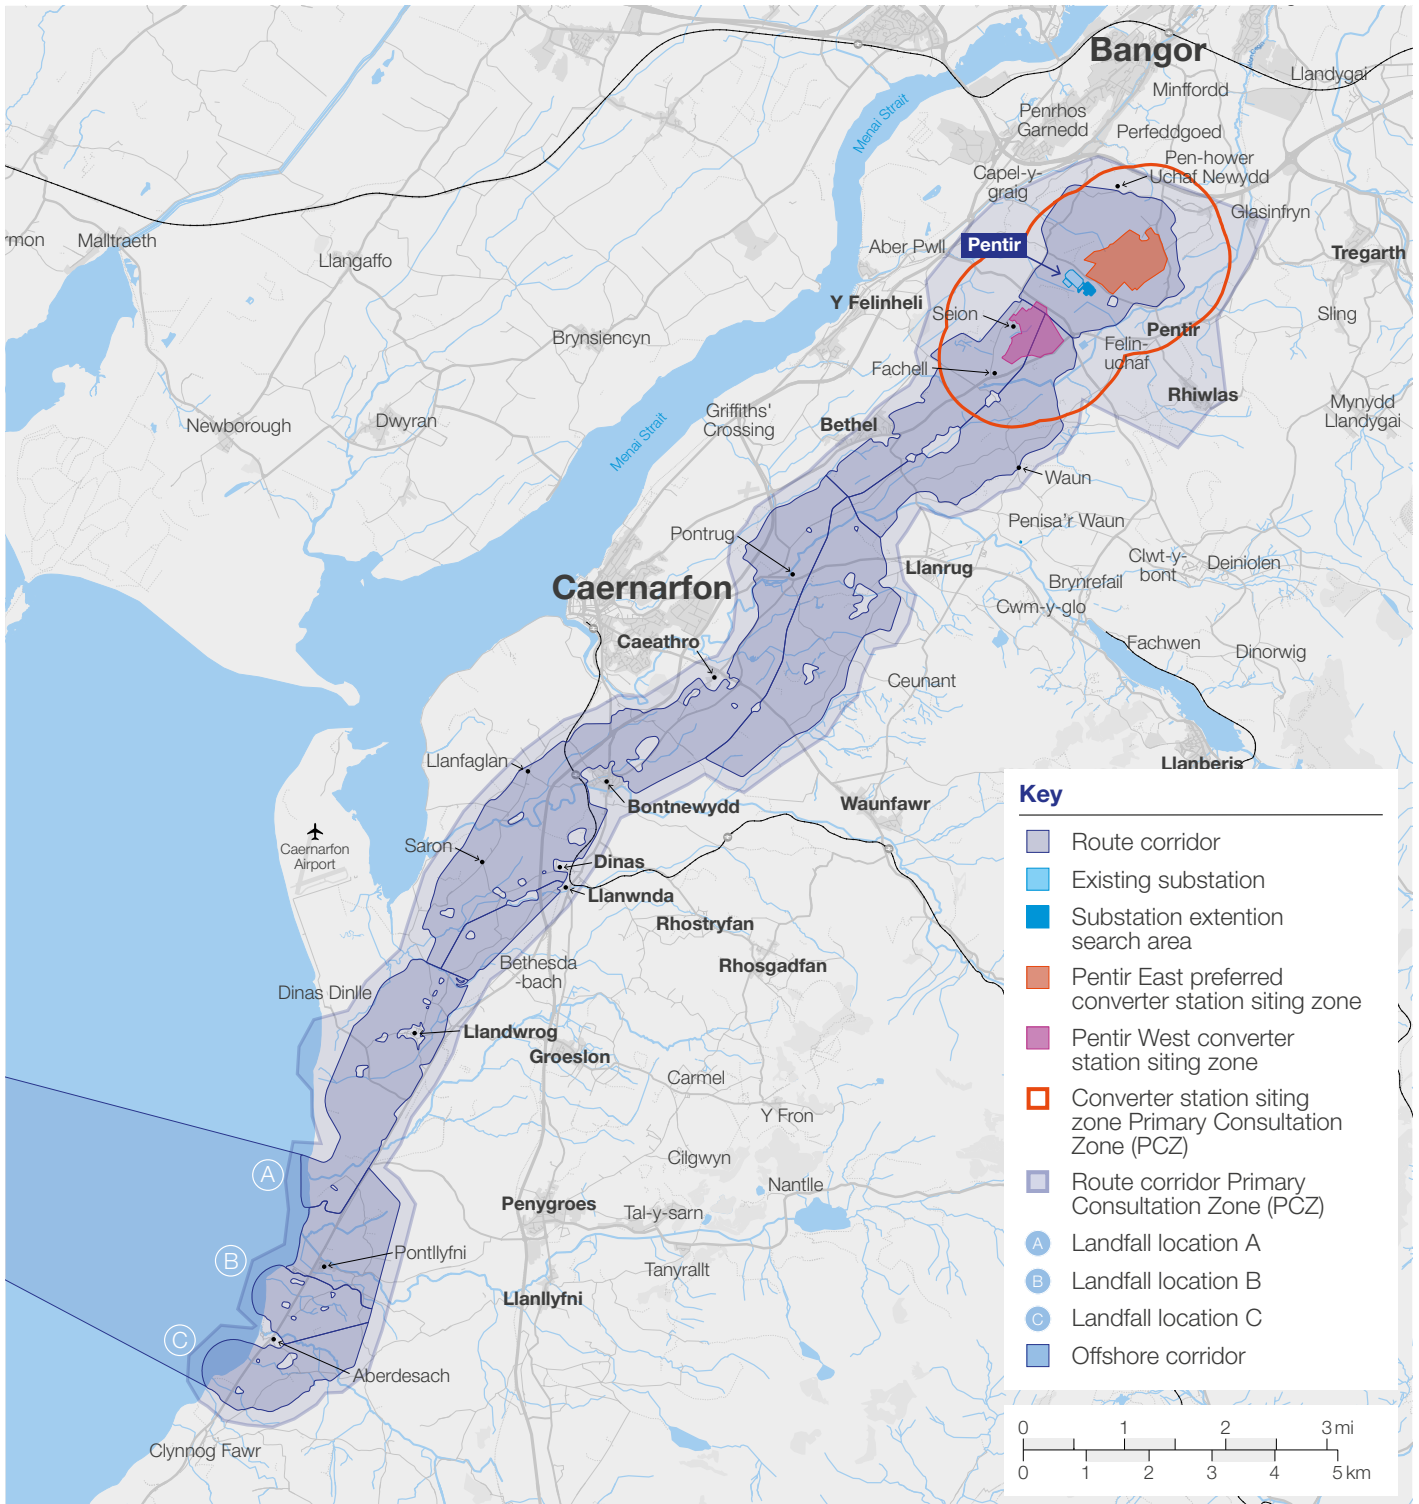 Bangor
Llandygai
Minffordd
Menai Strait
Penrhos
Garnedd
Perfeddgoed
Pen-hower
Uchaf Newydd
Capel-y-
graig
Glasinfryn
rmon
Malltraeth
Llangaffo
Aber Pwll
Pentir
Tregarth
Y Felinheli
Seion
Sling
Brynsiencyn
Pentir
Felin-
uchaf
Fachell
Rhiwlas
Mynydd
Llandygai
Newborough
Dwyran
Griffiths'
Crossing
Bethel
Menai Strait
Waun
Penisa'r Waun
Pontrug
Clwt-y-
bont
Deiniolen
Llanrug
Brynrefail
Caernarfon
Cwm-y-glo
Caeathro
Fachwen
Dinorwig
Ceunant
Llanfaglan
Llanberis
Bontnewydd
Waunfawr
Caernarfon
Airport
Saron
Dinas
Llanwnda
Rhostryfan
Rhosgadfan
Bethesda
-bach
Dinas Dinlle
Llandwrog
Groeslon
Carmel
Y Fron
Cilgwyn
A
Nantlle
Penygroes
Tal-y-sarn
B
Pontllyfni
Tanyrallt
Llanllyfni
C
Aberdesach
Clynnog Fawr
Key
Route corridor
Existing substation
Substation extention
search area
Pentir East preferred
converter station siting zone
Pentir West converter
station siting zone
Converter station siting
zone Primary Consultation
Zone (PCZ)
Route corridor Primary
Consultation Zone (PCZ)
A Landfall location A
B Landfall location B
C Landfall location C
Offshore corridor
0 1 2 3 mi
0 1 2 3 4 5 km